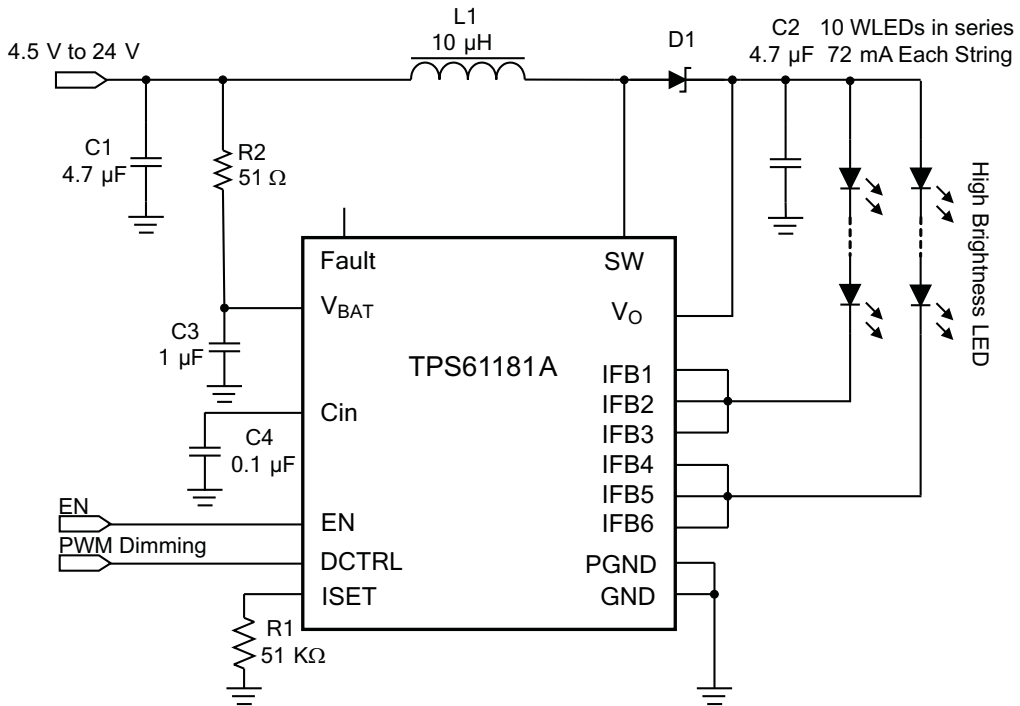 4.5 V to 24 V
L1
10 µH
D1
C2
4.7 µF
10 WLEDs in series
72 mA Each String
C1
4.7 µF
R2
51 Ω
High Brightness LED
Fault
SW
VBAT
VO
C3
1 µF
TPS61181A
IFB1
IFB2
IFB3
Cin
C4
0.1 µF
IFB4
IFB5
IFB6
EN
EN
PWM Dimming
DCTRL
PGND
ISET
GND
R1
51 KΩ